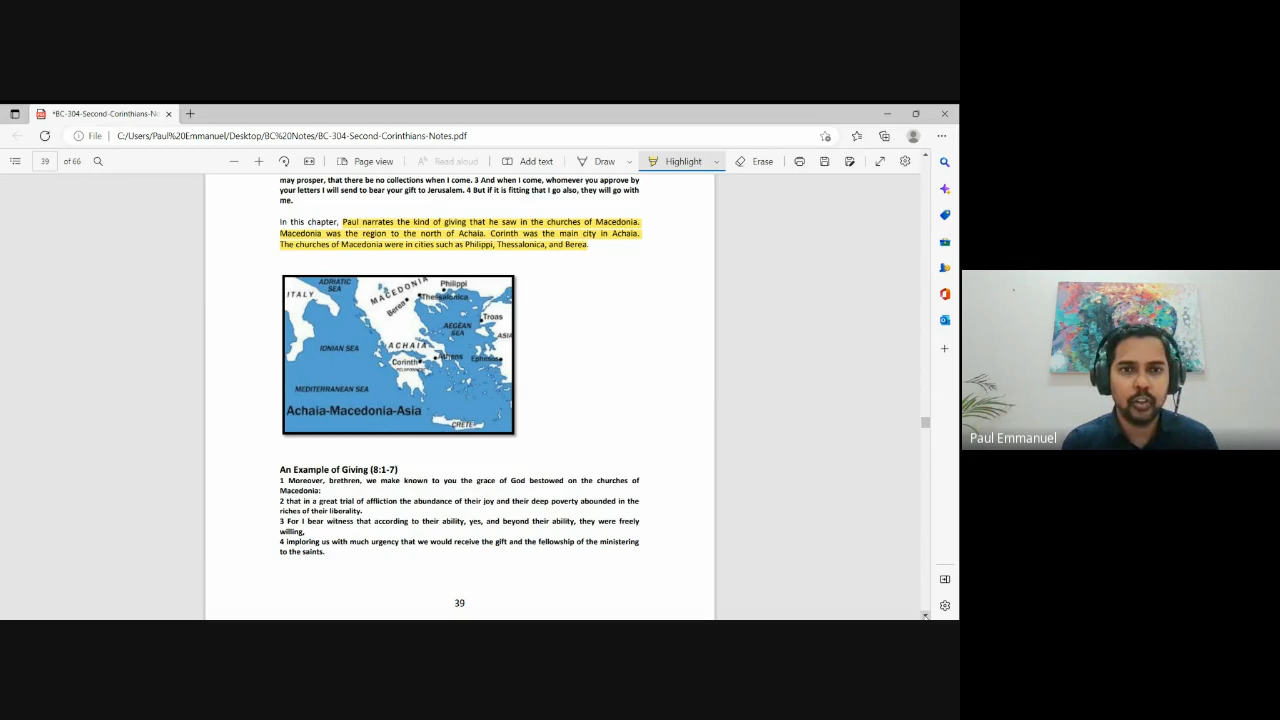 *BC-304-Second-Corinthians-No
File
C:/Users/Paul%20Emmanuel/Desktop/BC%20Notes/BC-304-Second-Corinthians-Notes.pdf
39 of 66
Page view
Read aloud
Add text
Draw
Highlight
Erase
may prosper, that there be no collections when I come. 3 And when I come, whomever you approve by
your letters I will send to bear your gift to Jerusalem. 4 But if it is fitting that I go also, they will go with
me.
In this chapter, Paul narrates the kind of giving that he saw in the churches of Macedonia.
Macedonia was the region to the north of Achaia. Corinth was the main city in Achaia.
The churches of Macedonia were in cities such as Philippi, Thessalonica, and Berea.
ADRIATIC
SEA
ITALY
MACEDONIA
Philippi
Thessalonica
Berea
Troas
AEGEAN
SEA
ASIA
IONIAN SEA
ACHAIA
Corinth
Athens
Ephesus
MEDITERRANEAN SEA
Achaia-Macedonia-Asia
CRETE
An Example of Giving (8:1-7)
1 Moreover, brethren, we make known to you the grace of God bestowed on the churches of
Macedonia:
2 that in a great trial of affliction the abundance of their joy and their deep poverty abounded in the
riches of their liberality.
3 For I bear witness that according to their ability, yes, and beyond their ability, they were freely
willing,
4 imploring us with much urgency that we would receive the gift and the fellowship of the ministering
to the saints.
39
Paul Emmanuel